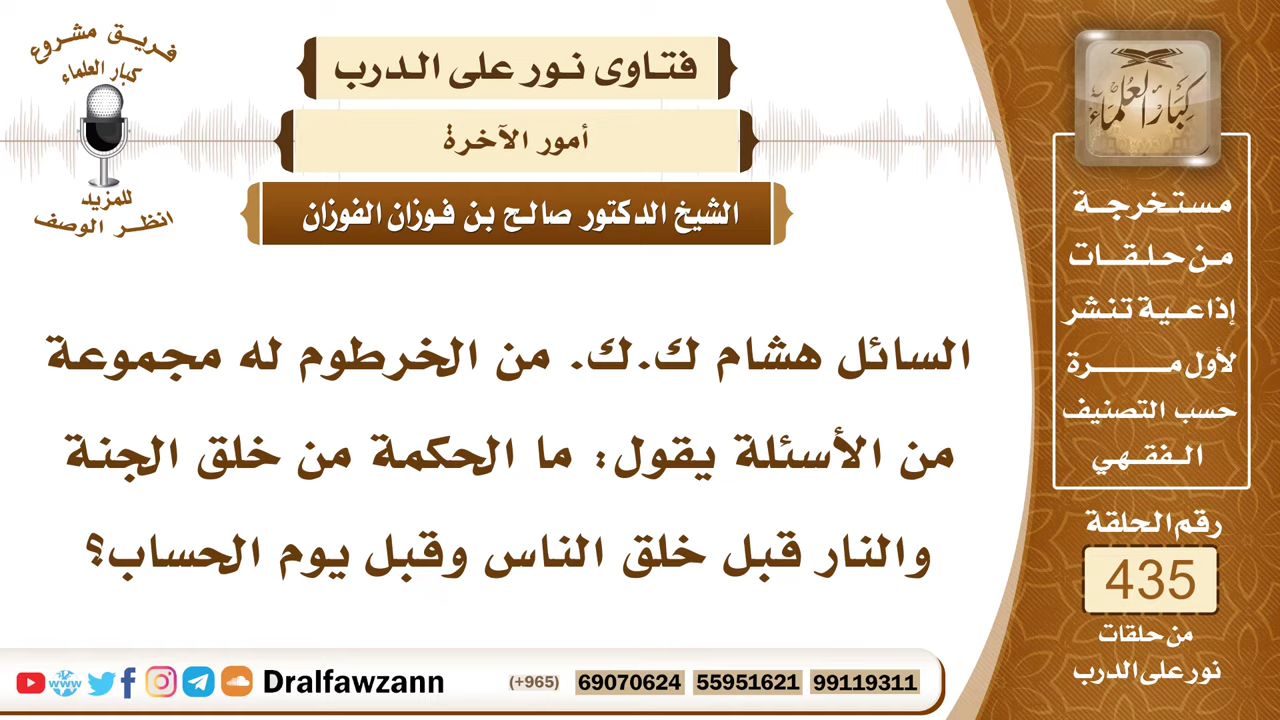 فريق مشروع
كبار العلماء
للمزيد
انظر الوصف
فتاوى نور على الدرب
أمور الآخرة
الشيخ الدكتور صالح بن فوزان الفوزان
السائل هشام ك.ك. من الخرطوم له مجموعة
من الأسئلة يقول: ما الحكمة من خلق الجنة
والنار قبل خلق الناس وقبل يوم الحساب؟
كبار العلماء
مستخرجة
من حلقات
إذاعية تنشر
لأول مرة
حسب التصنيف
الفقهي
رقم الحلقة
435
من حلقات
نور على الدرب
www Dralfawzann (+965) 69070624 55951621 99119311